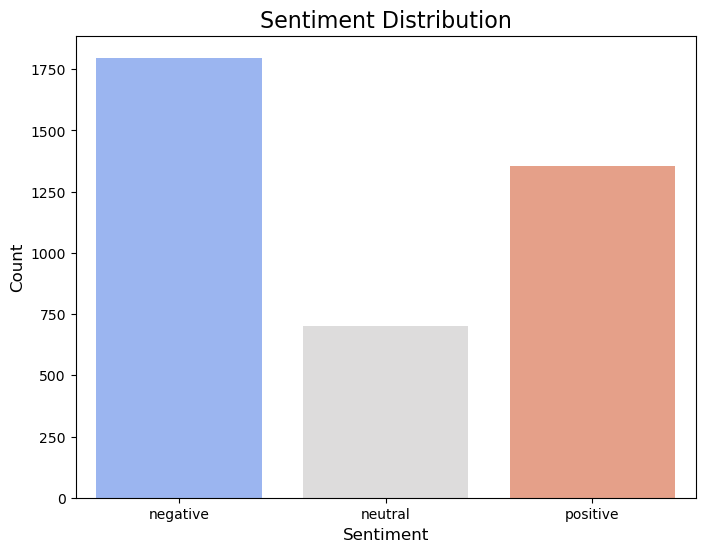 Sentiment Distribution
Count
1750
1500
1250
1000
750
500
250
0
negative neutral positive
Sentiment